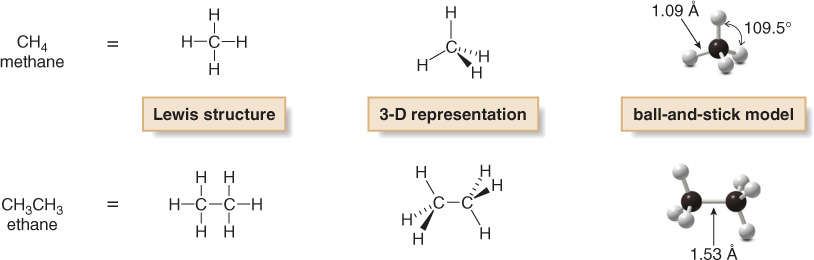 H
H–C–H
H
H
C
H
H
H
1.09 Å
109.5°
CH₄
methane
=
Lewis structure
3-D representation
ball-and-stick model
H H
H–C–C–H
H H
H
H
H
C–C
H
H
H
CH₃CH₃
ethane
=
1.53 Å